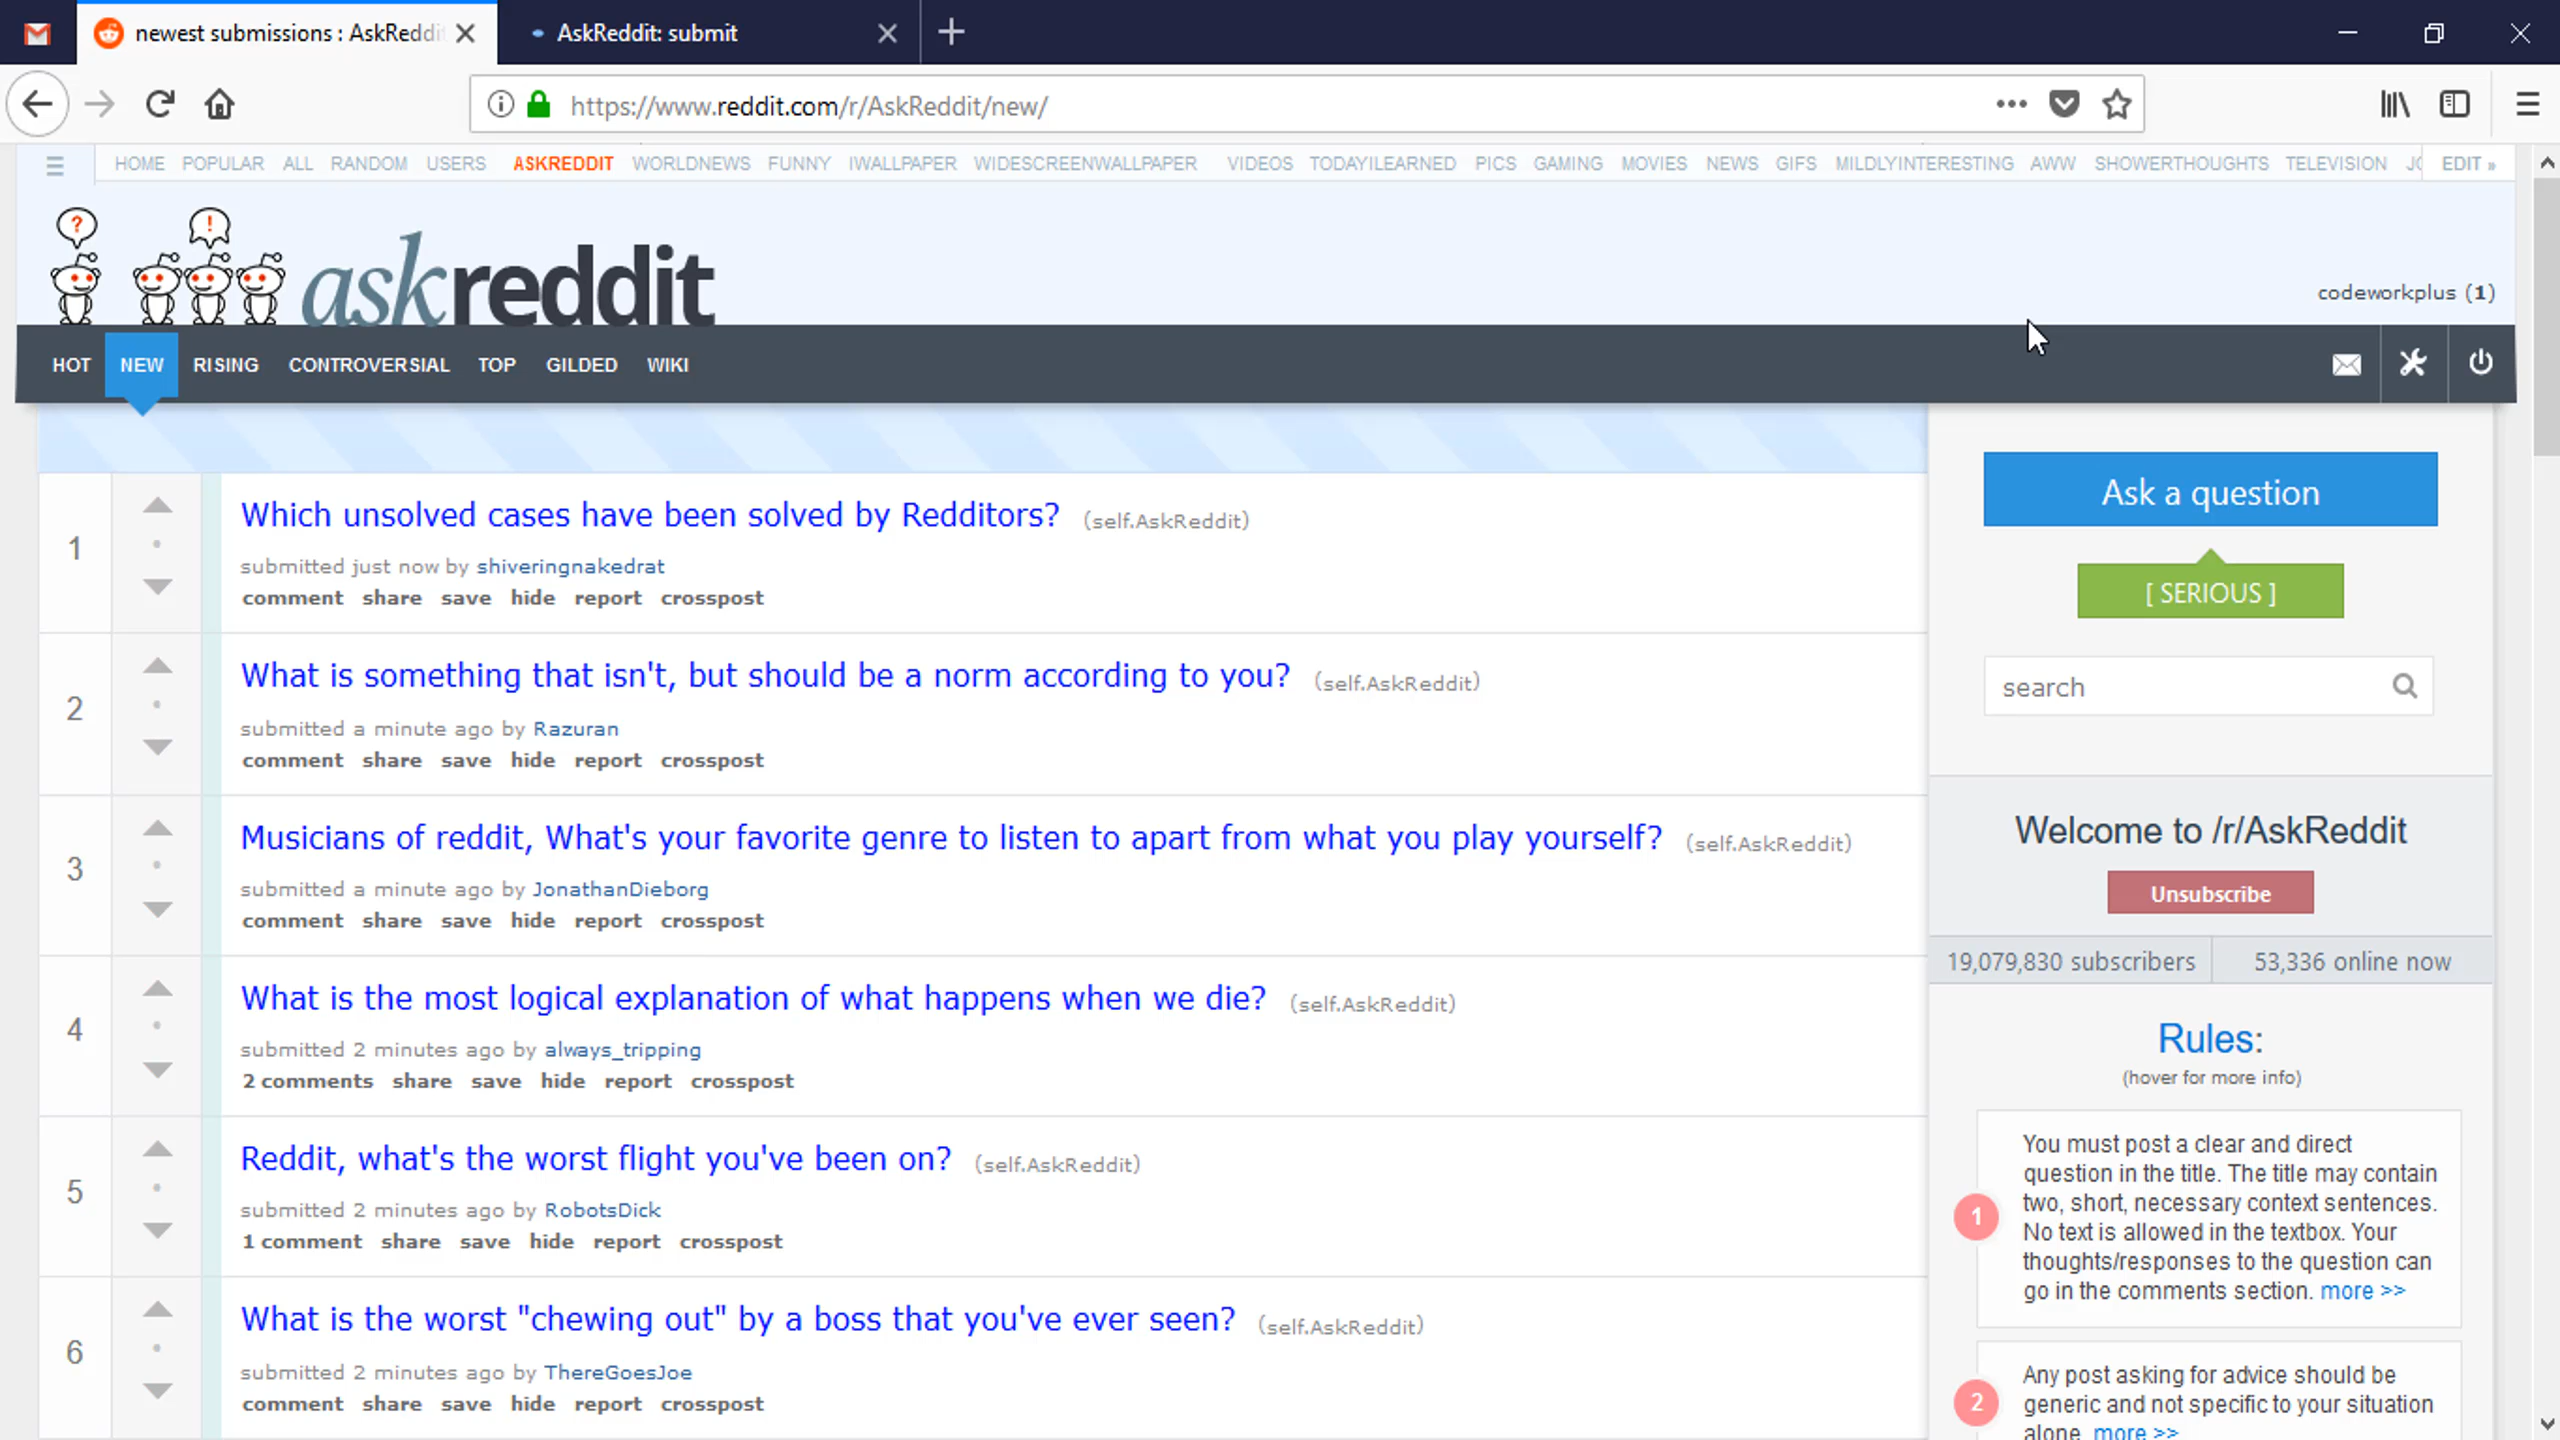 newest submissions : AskReddi
AskReddit: submit
https://www.reddit.com/r/AskReddit/new/
HOME POPULAR ALL RANDOM USERS ASKREDDIT WORLDNEWS FUNNY IWALLPAPER WIDESCREENWALLPAPER VIDEOS TODAYILEARNED PICS GAMING MOVIES NEWS GIFS MILDLYINTERESTING AWW SHOWERTHOUGHTS TELEVISION EDIT »
? !
askreddit
codeworkplus (1)
HOT NEW RISING CONTROVERSIAL TOP GILDED WIKI
1
Which unsolved cases have been solved by Redditors? (self.AskReddit)
submitted just now by shiveringnakedrat
comment share save hide report crosspost
2
What is something that isn't, but should be a norm according to you? (self.AskReddit)
submitted a minute ago by Razuran
comment share save hide report crosspost
3
Musicians of reddit, What's your favorite genre to listen to apart from what you play yourself? (self.AskReddit)
submitted a minute ago by JonathanDieborg
comment share save hide report crosspost
4
What is the most logical explanation of what happens when we die? (self.AskReddit)
submitted 2 minutes ago by always_tripping
2 comments share save hide report crosspost
5
Reddit, what's the worst flight you've been on? (self.AskReddit)
submitted 2 minutes ago by RobotsDick
1 comment share save hide report crosspost
6
What is the worst "chewing out" by a boss that you've ever seen? (self.AskReddit)
submitted 2 minutes ago by ThereGoesJoe
comment share save hide report crosspost
Ask a question
[ SERIOUS ]
search
Welcome to /r/AskReddit
Unsubscribe
19,079,830 subscribers 53,336 online now
Rules:
(hover for more info)
1
You must post a clear and direct
question in the title. The title may contain
two, short, necessary context sentences.
No text is allowed in the textbox. Your
thoughts/responses to the question can
go in the comments section. more >>
2
Any post asking for advice should be
generic and not specific to your situation
alone. more >>